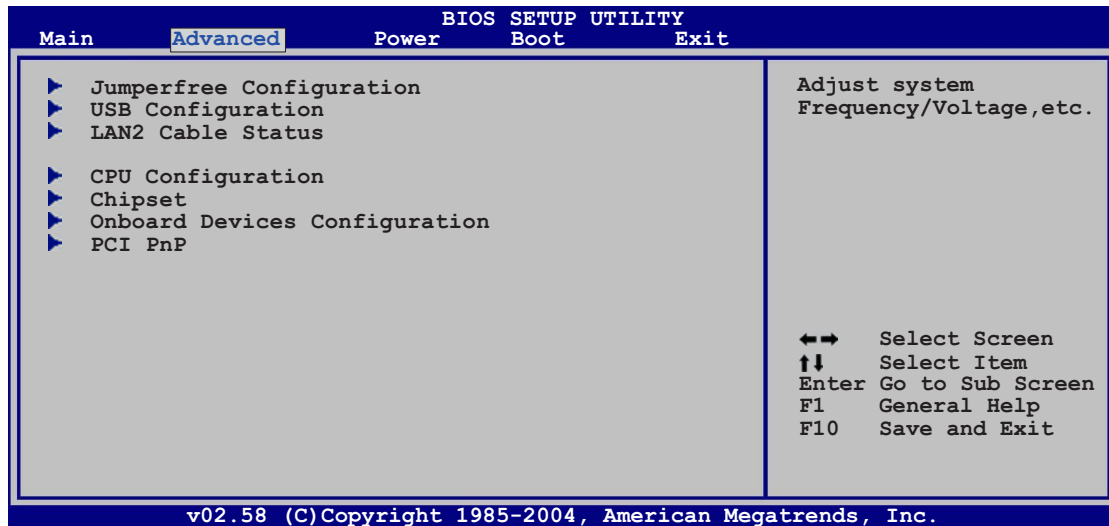 BIOS SETUP UTILITY
Main Advanced Power Boot Exit
Jumperfree Configuration
USB Configuration
LAN2 Cable Status
CPU Configuration
Chipset
Onboard Devices Configuration
PCI PnP
Adjust system
Frequency/Voltage,etc.
Select Screen
Select Item
Enter Go to Sub Screen
F1 General Help
F10 Save and Exit
v02.58 (C)Copyright 1985-2004, American Megatrends, Inc.